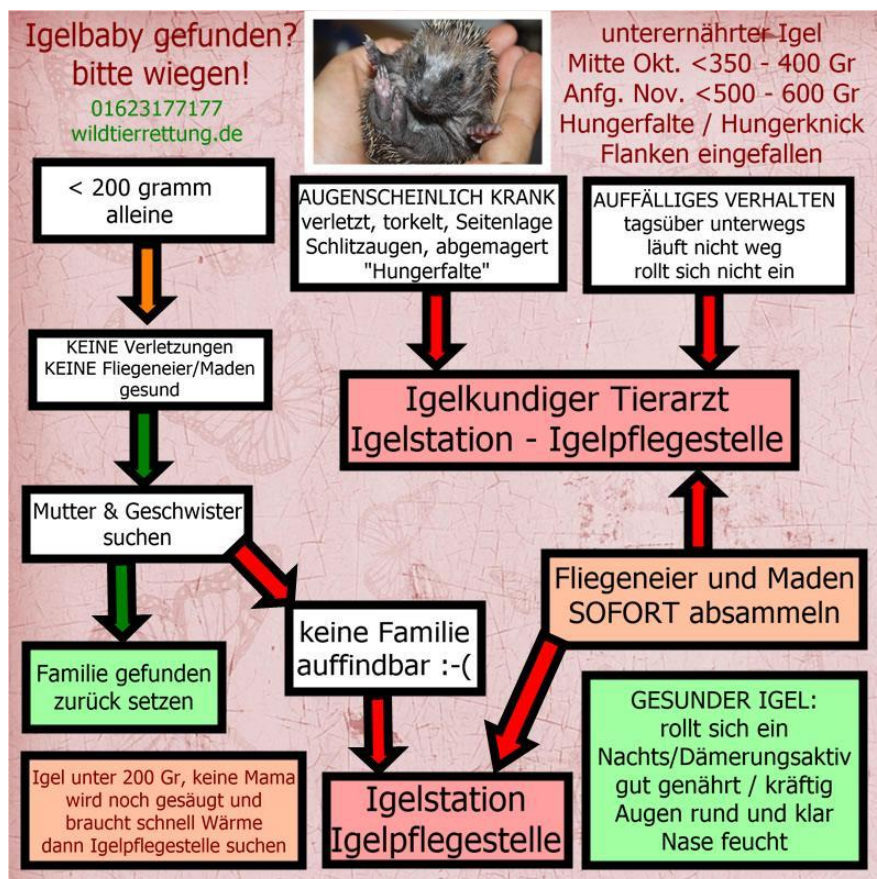 Igelbaby gefunden?
bitte wiegen!
01623177177
wildtierrettung.de
unterernährter Igel
Mitte Okt. <350 - 400 Gr
Anfg. Nov. <500 - 600 Gr
Hungerfalte / Hungerknick
Flanken eingefallen
< 200 gramm
alleine
AUGENSCHEINLICH KRANK
verletzt, torkelt, Seitenlage
Schlitzaugen, abgemagert
"Hungerfalte"
AUFFÄLLIGES VERHALTEN
tagsüber unterwegs
läuft nicht weg
rollt sich nicht ein
KEINE Verletzungen
KEINE Fliegeneier/Maden
gesund
Igelkundiger Tierarzt
Igelstation - Igelpflegestelle
Mutter & Geschwister
suchen
Fliegeneier und Maden
SOFORT absammeln
keine Familie
auffindbar :-(
Familie gefunden
zurück setzen
GESUNDER IGEL:
rollt sich ein
Nachts/Dämerungsaktiv
gut genährt / kräftig
Augen rund und klar
Nase feucht
Igel unter 200 Gr, keine Mama
wird noch gesäugt und
braucht schnell Wärme
dann Igelpflegestelle suchen
Igelstation
Igelpflegestelle